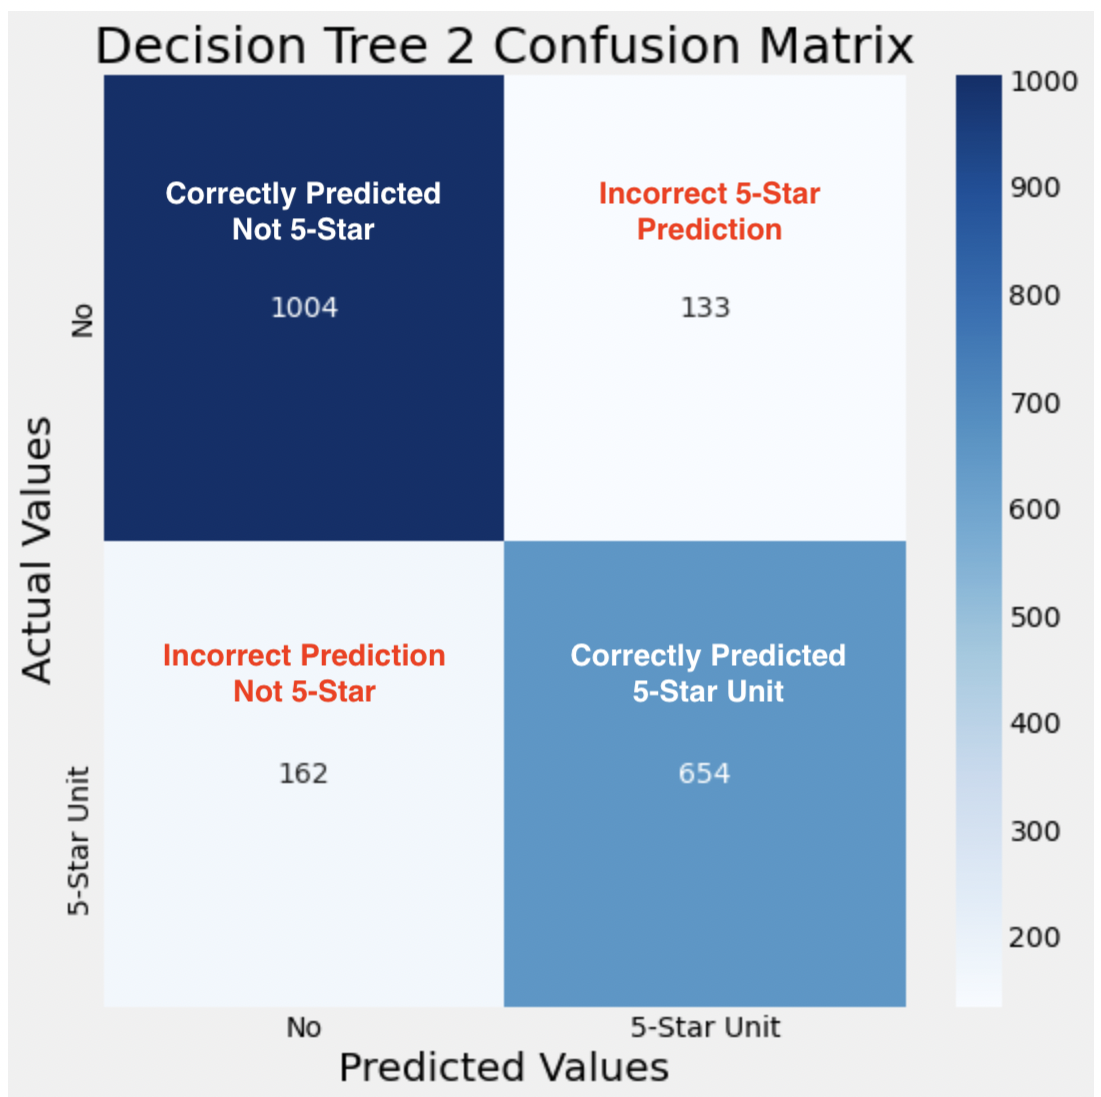 Decision Tree 2 Confusion Matrix
Correctly Predicted
Not 5-Star
1004
Incorrect 5-Star
Prediction
133
Incorrect Prediction
Not 5-Star
162
Correctly Predicted
5-Star Unit
654
No
5-Star Unit
Actual Values
No
5-Star Unit
Predicted Values
1000
900
800
700
600
500
400
300
200